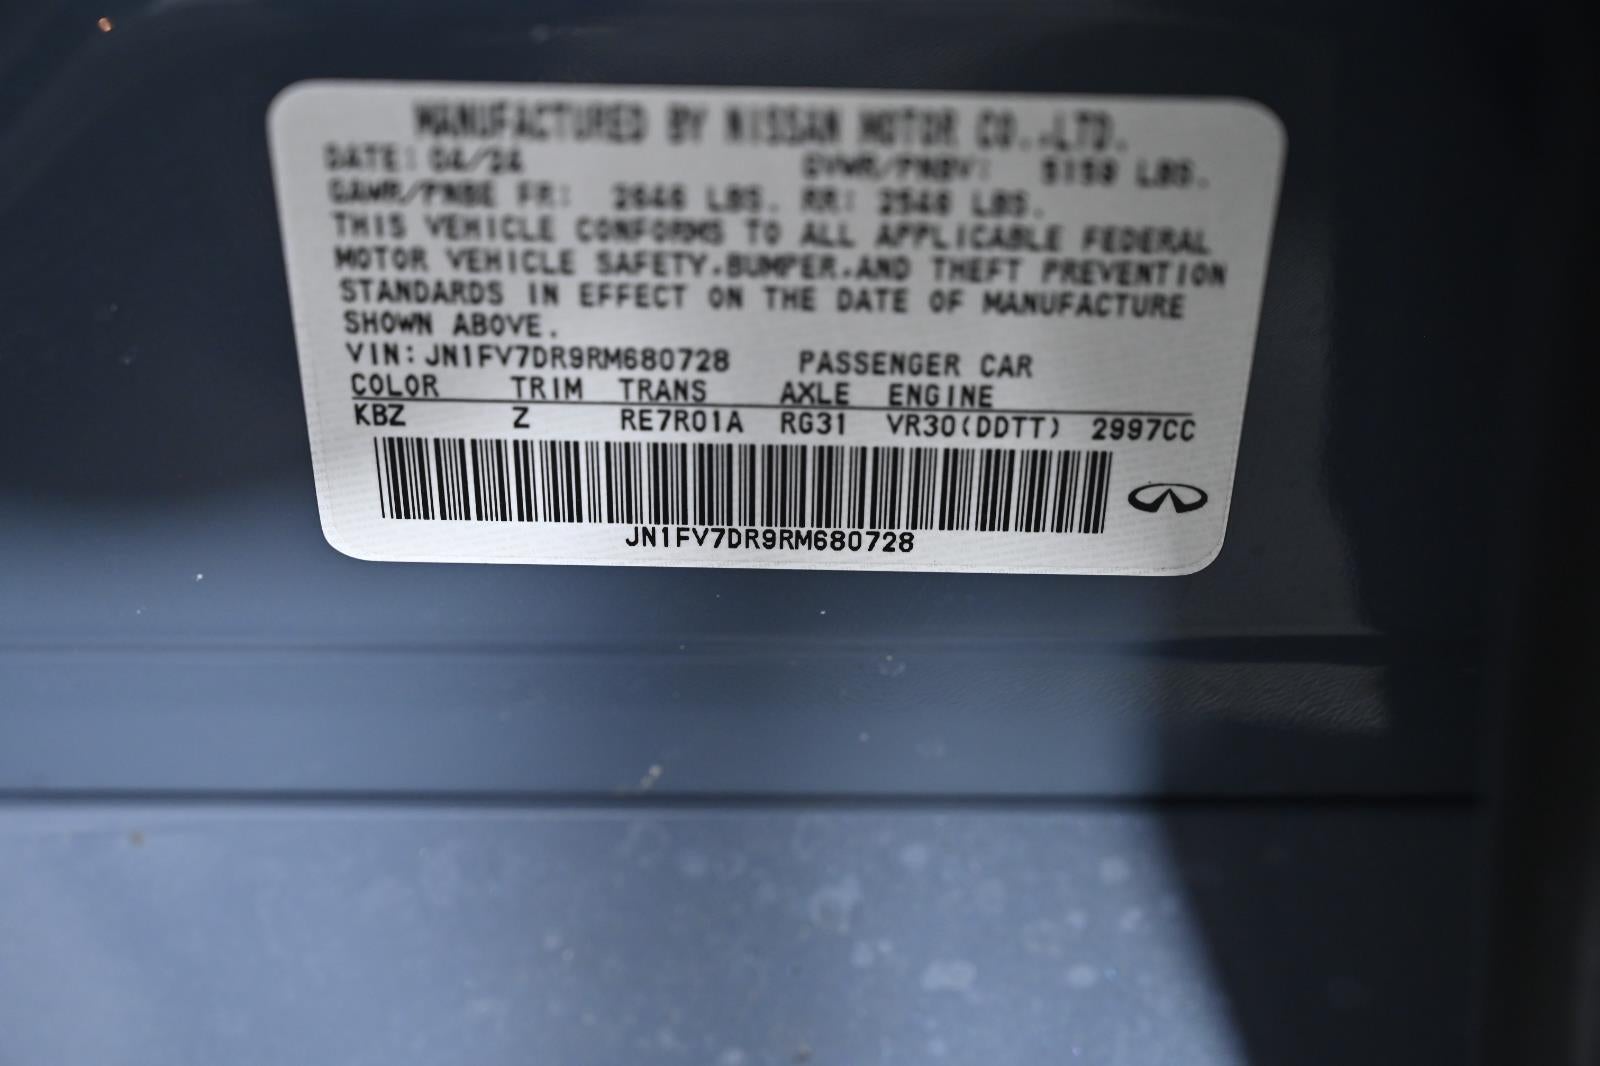 MANUFACTURED BY NISSAN MOTOR CO.,LTD.
DATE: 04/24 GVWR/PNBV: 5159 LBS.
GAWR/PNBE FR: 2646 LBS. RR: 2546 LBS.
THIS VEHICLE CONFORMS TO ALL APPLICABLE FEDERAL
MOTOR VEHICLE SAFETY,BUMPER,AND THEFT PREVENTION
STANDARDS IN EFFECT ON THE DATE OF MANUFACTURE
SHOWN ABOVE.
VIN: JN1FV7DR9RM680728 PASSENGER CAR
COLOR TRIM TRANS AXLE ENGINE
KBZ Z RE7R01A RG31 VR30(DDTT) 2997CC
JN1FV7DR9RM680728